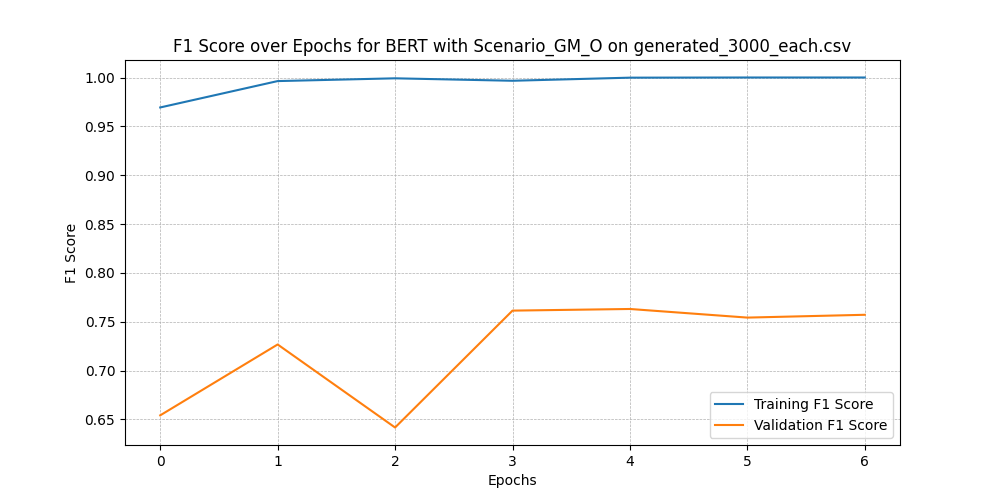 F1 Score over Epochs for BERT with Scenario_GM_O on generated_3000_each.csv
1.00
0.95
0.90
0.85
0.80
0.75
0.70
0.65
F1 Score
Training F1 Score
Validation F1 Score
0 1 2 3 4 5 6
Epochs